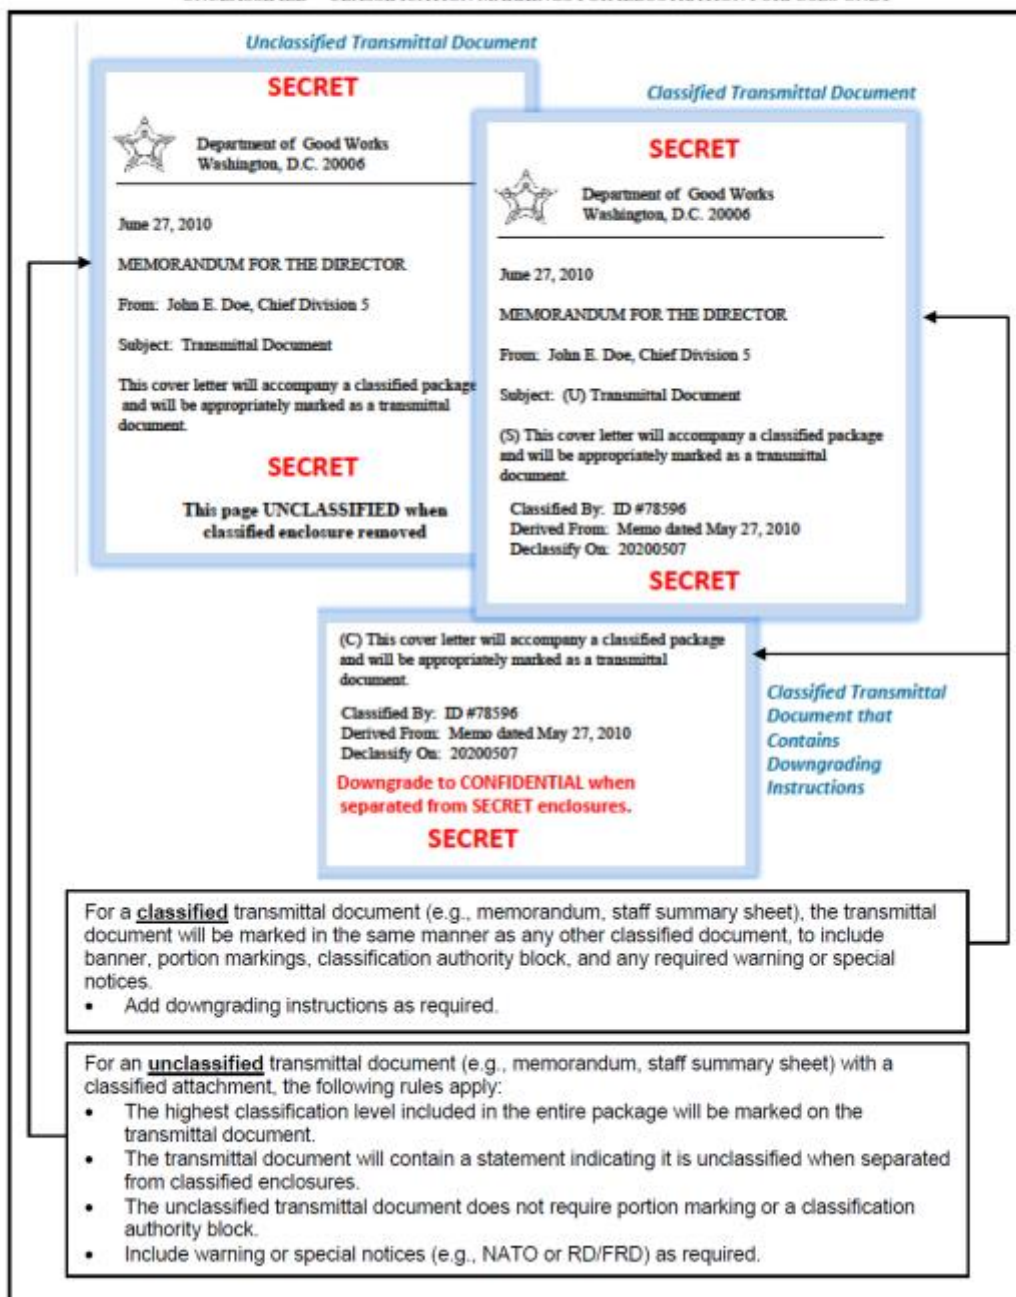 Unclassified Transmittal Document
SECRET
Department of Good Works
Washington, D.C. 20006
June 27, 2010
MEMORANDUM FOR THE DIRECTOR
From: John E. Doe, Chief Division 5
Subject: Transmittal Document
This cover letter will accompany a classified package
and will be appropriately marked as a transmittal
document.
SECRET
This page UNCLASSIFIED when
classified enclosure removed
Classified Transmittal Document
SECRET
Department of Good Works
Washington, D.C. 20006
June 27, 2010
MEMORANDUM FOR THE DIRECTOR
From: John E. Doe, Chief Division 5
Subject: (U) Transmittal Document
(S) This cover letter will accompany a classified package
and will be appropriately marked as a transmittal
document.
Classified By: ID #78596
Derived From: Memo dated May 27, 2010
Declassify On: 20200507
SECRET
(C) This cover letter will accompany a classified package
and will be appropriately marked as a transmittal
document.
Classified By: ID #78596
Derived From: Memo dated May 27, 2010
Declassify On: 20200507
Downgrade to CONFIDENTIAL when
separated from SECRET enclosures.
SECRET
Classified Transmittal
Document that
Contains
Downgrading
Instructions
For a classified transmittal document (e.g., memorandum, staff summary sheet), the transmittal
document will be marked in the same manner as any other classified document, to include
banner, portion markings, classification authority block, and any required warning or special
notices.
• Add downgrading instructions as required.
For an unclassified transmittal document (e.g., memorandum, staff summary sheet) with a
classified attachment, the following rules apply:
• The highest classification level included in the entire package will be marked on the
transmittal document.
• The transmittal document will contain a statement indicating it is unclassified when separated
from classified enclosures.
• The unclassified transmittal document does not require portion marking or a classification
authority block.
• Include warning or special notices (e.g., NATO or RD/FRD) as required.